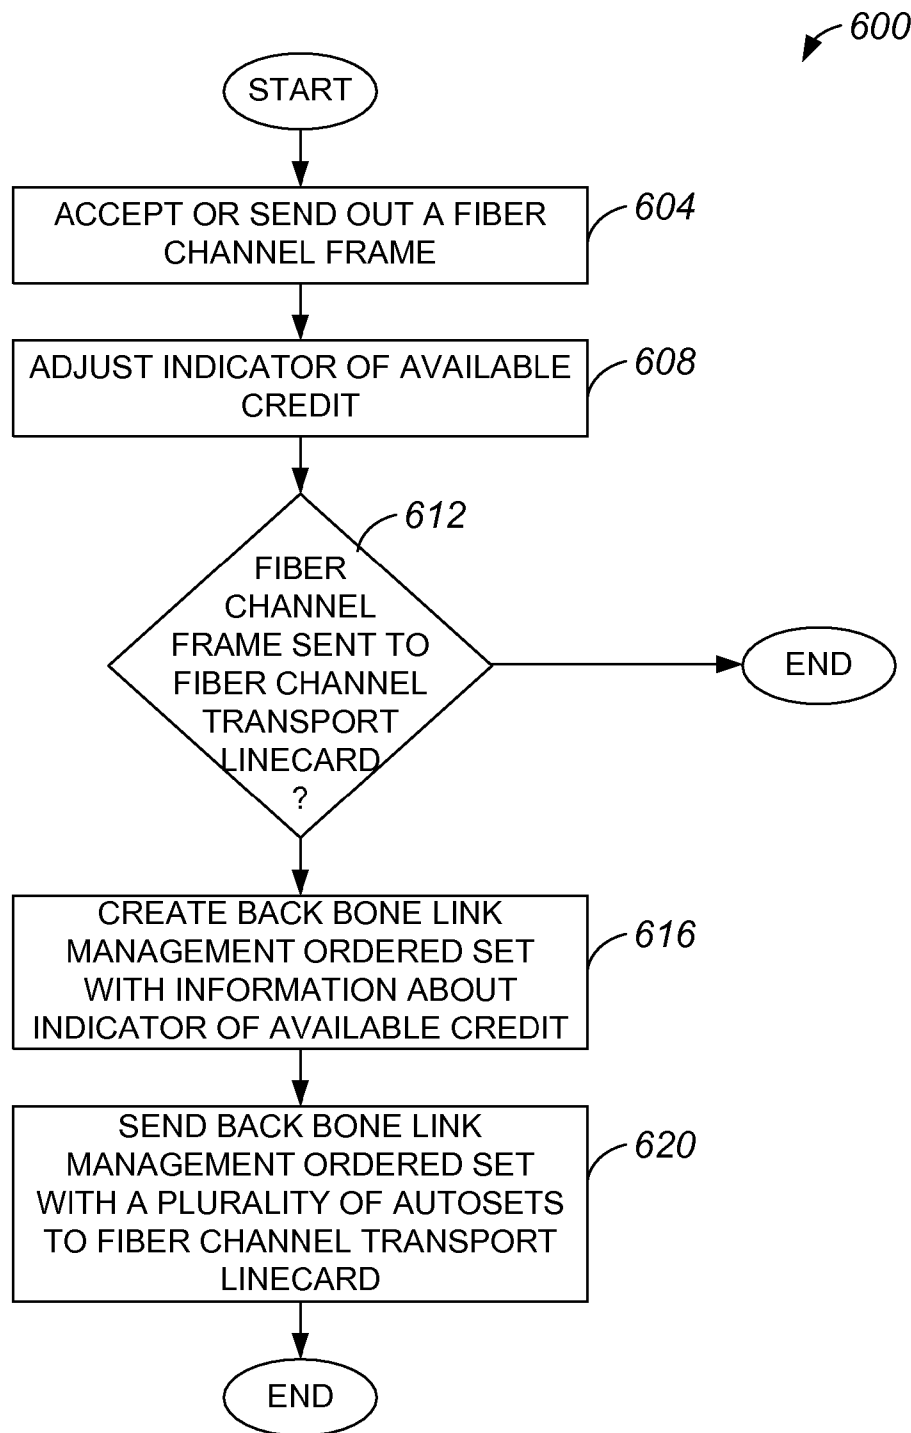 600
START
ACCEPT OR SEND OUT A FIBER
CHANNEL FRAME
604
ADJUST INDICATOR OF AVAILABLE
CREDIT
608
612
FIBER
CHANNEL
FRAME SENT TO
FIBER CHANNEL
TRANSPORT
LINECARD
?
END
CREATE BACK BONE LINK
MANAGEMENT ORDERED SET
WITH INFORMATION ABOUT
INDICATOR OF AVAILABLE CREDIT
616
SEND BACK BONE LINK
MANAGEMENT ORDERED SET
WITH A PLURALITY OF AUTOSETS
TO FIBER CHANNEL TRANSPORT
LINECARD
620
END